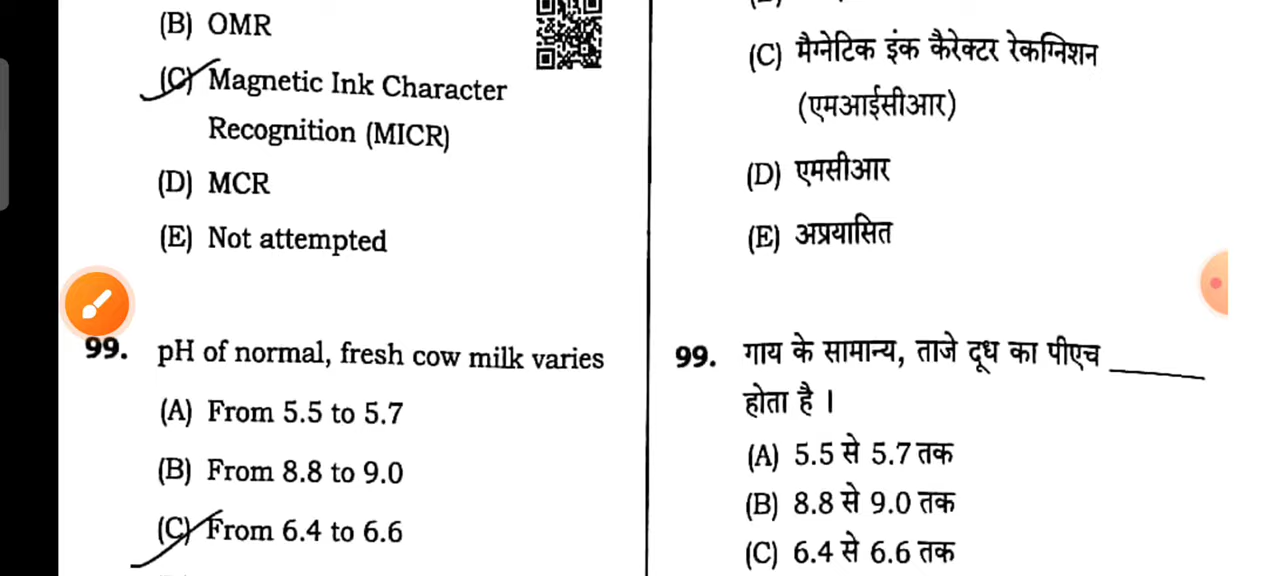 (B) OMR
(C) Magnetic Ink Character
Recognition (MICR)
(D) MCR
(E) Not attempted
99. pH of normal, fresh cow milk varies
(A) From 5.5 to 5.7
(B) From 8.8 to 9.0
(C) From 6.4 to 6.6
(C) मैग्नेटिक इंक कैरेक्टर रेकग्निशन
(एमआईसीआर)
(D) एमसीआर
(E) अप्रयासित
99. गाय के सामान्य, ताजे दूध का पीएच ______
होता है ।
(A) 5.5 से 5.7 तक
(B) 8.8 से 9.0 तक
(C) 6.4 से 6.6 तक